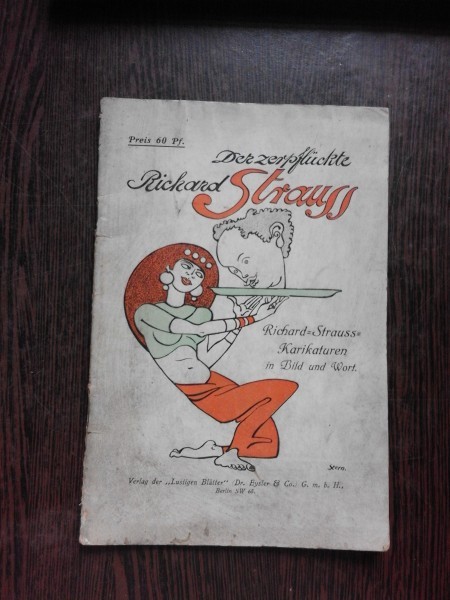 Preis 60 Pf.
Der zerpflückte
Richard Strauss
Richard=Strauss=
Karikaturen
in Bild und Wort.
Verlag der „Lustigen Blätter“ Dr. Eysler & Co., G. m. b. H.,
Berlin SW 68.